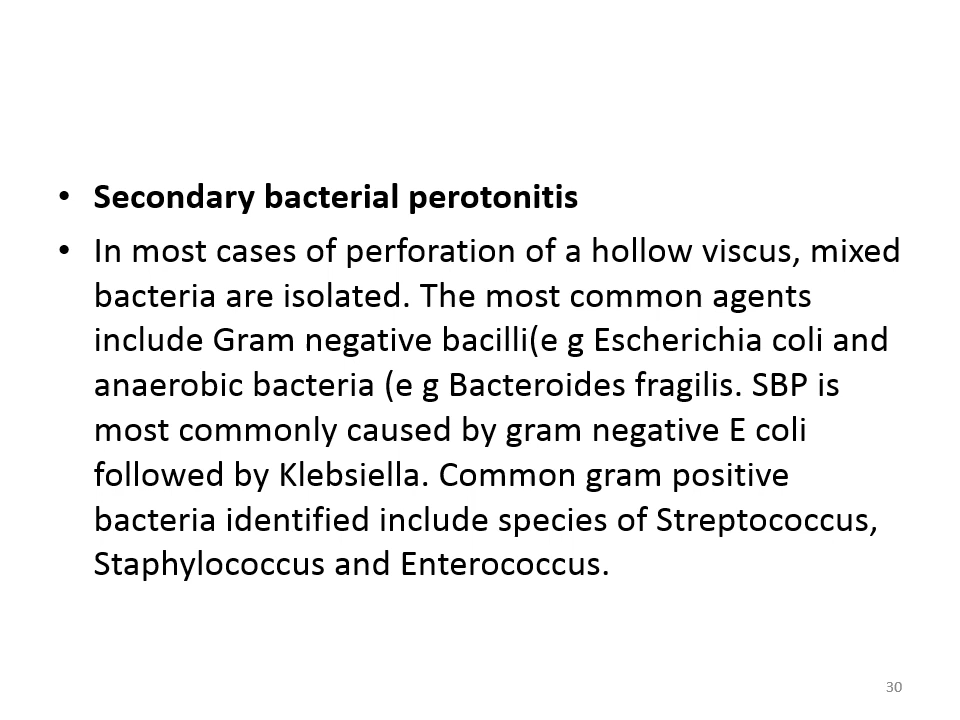 • Secondary bacterial perotonitis
• In most cases of perforation of a hollow viscus, mixed
bacteria are isolated. The most common agents
include Gram negative bacilli(e g Escherichia coli and
anaerobic bacteria (e g Bacteroides fragilis. SBP is
most commonly caused by gram negative E coli
followed by Klebsiella. Common gram positive
bacteria identified include species of Streptococcus,
Staphylococcus and Enterococcus.
30